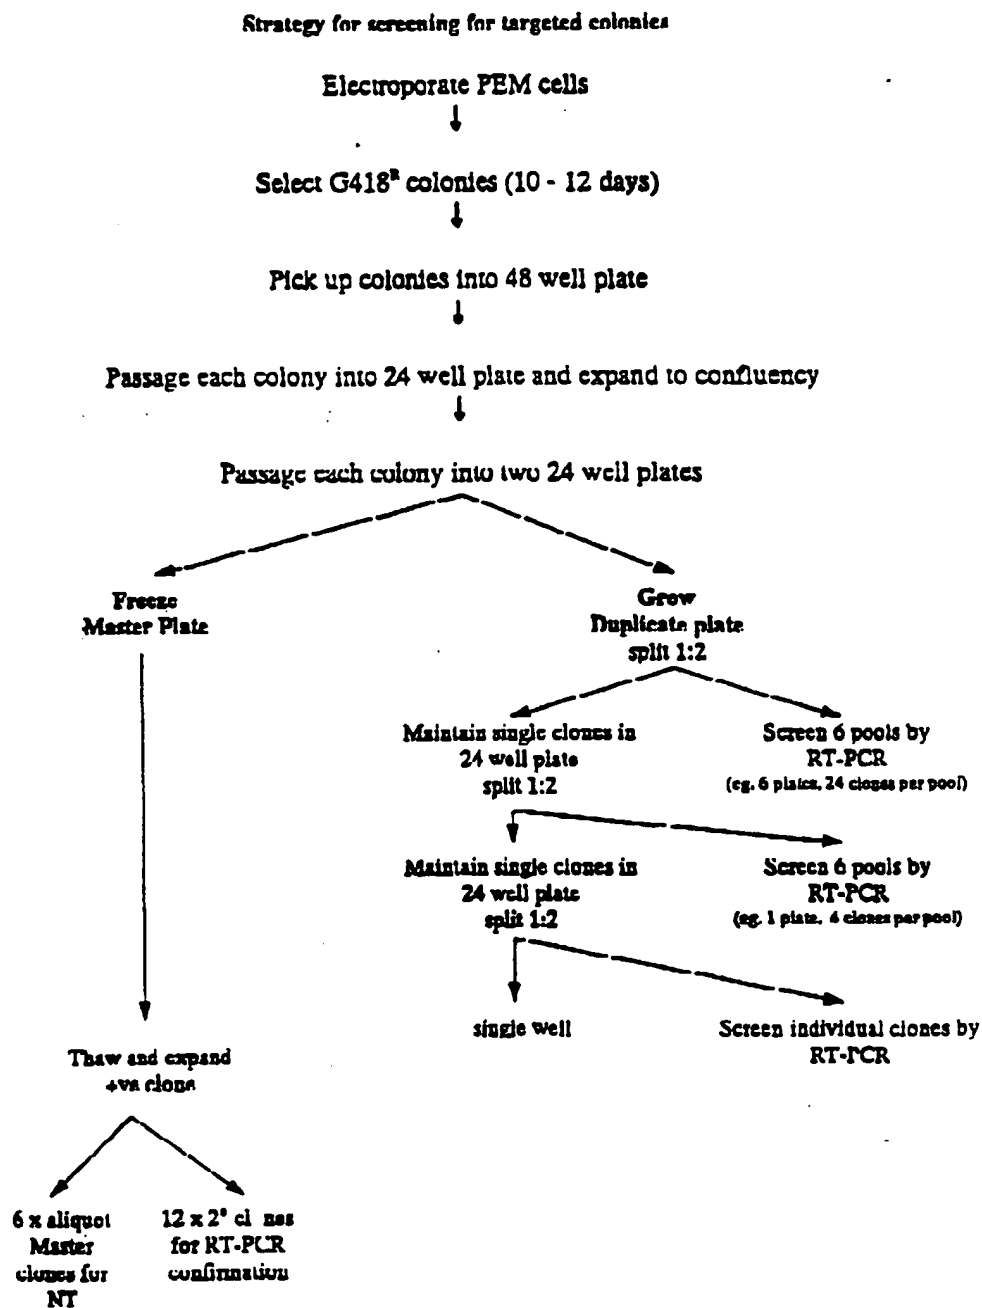 Strategy for screening for targeted colonies
Electroporate PEM cells
Select G418ᴿ colonies (10 - 12 days)
Pick up colonies into 48 well plate
Passage each colony into 24 well plate and expand to confluency
Passage each colony into two 24 well plates
Freeze
Master Plate
Grow
Duplicate plate
split 1:2
Maintain single clones in
24 well plate
split 1:2
Screen 6 pools by
RT-PCR
(eg. 6 plates, 24 clones per pool)
Maintain single clones in
24 well plate
split 1:2
Screen 6 pools by
RT-PCR
(eg. 1 plate, 4 clones per pool)
single well
Screen individual clones by
RT-PCR
Thaw and expand
+ve clone
6 x aliquot
Master
clones for
NT
12 x 2° cl nes
for RT-PCR
confirmation